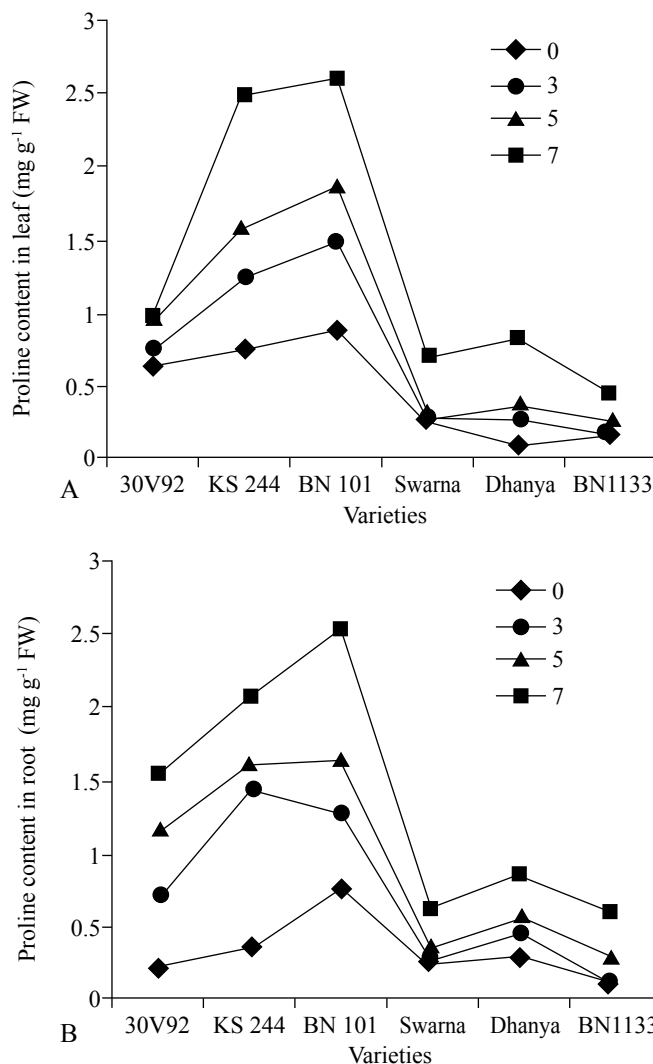 3
2.5
2
1.5
1
0.5
0
Proline content in leaf (mg g⁻¹ FW)
0
3
5
7
30V92 KS 244 BN 101 Swarna Dhanya BN1133
A
Varieties
3
2.5
2
1.5
1
0.5
0
Proline content in root (mg g⁻¹ FW)
0
3
5
7
30V92 KS 244 BN 101 Swarna Dhanya BN1133
B
Varieties